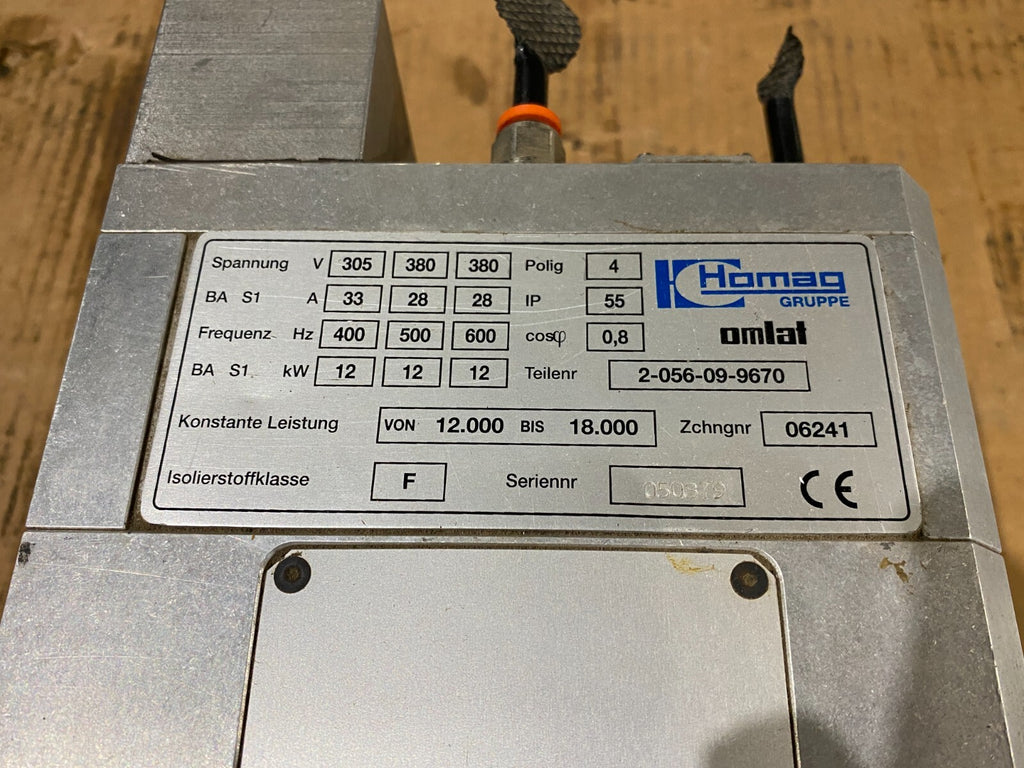 Spannung V 305 380 380 Polig 4
BA S1 A 33 28 28 IP 55
Frequenz Hz 400 500 600 cosφ 0,8
BA S1 kW 12 12 12 Teilenr 2-056-09-9670
Homag
GRUPPE
omlat
Konstante Leistung VON 12.000 BIS 18.000 Zchngnr 06241
Isolierstoffklasse F Seriennr CE